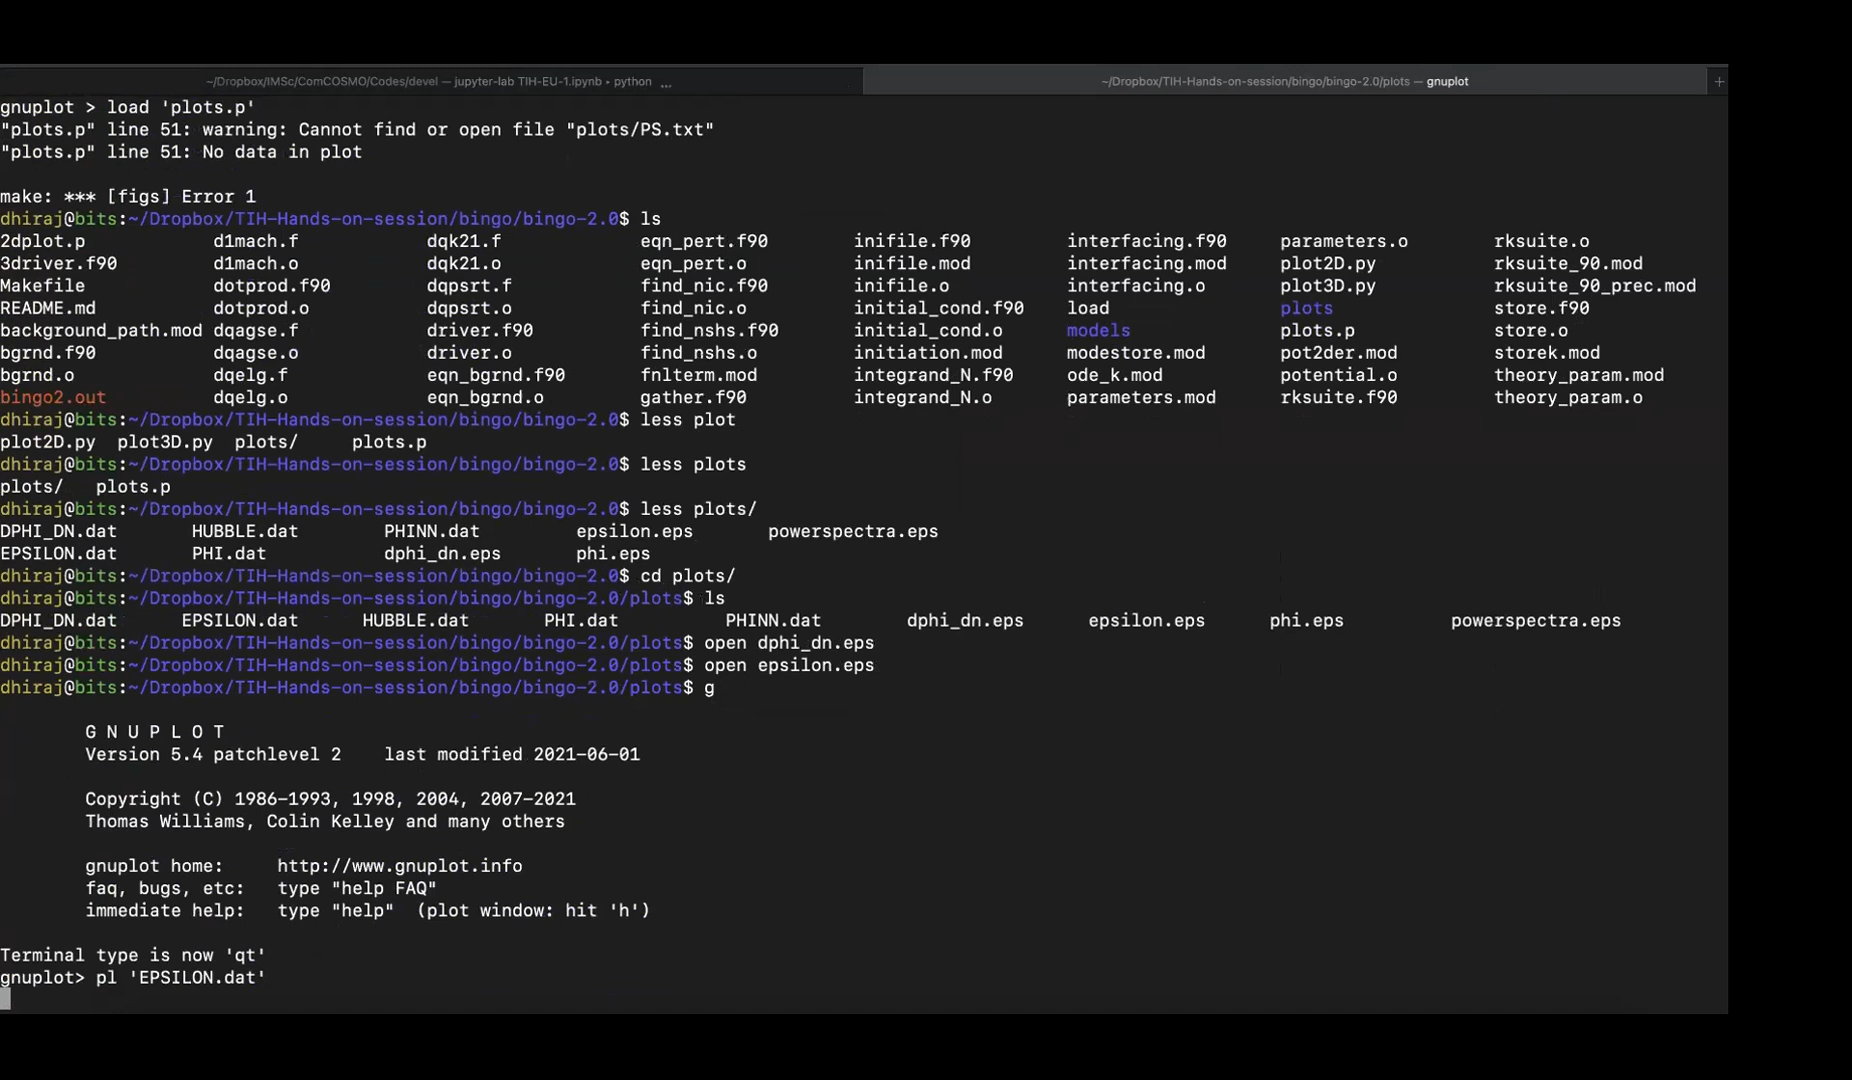 ~/Dropbox/IMSc/ComCOSMO/Codes/devel — jupyter-lab TIH-EU-1.ipynb • python ... ~/Dropbox/TIH-Hands-on-session/bingo/bingo-2.0/plots — gnuplot +
gnuplot > load 'plots.p'
"plots.p" line 51: warning: Cannot find or open file "plots/PS.txt"
"plots.p" line 51: No data in plot
make: *** [figs] Error 1
dhiraj@bits:~/Dropbox/TIH-Hands-on-session/bingo/bingo-2.0$ ls
2dplot.p d1mach.f dqk21.f eqn_pert.f90 inifile.f90 interfacing.f90 parameters.o rksuite.o
3driver.f90 d1mach.o dqk21.o eqn_pert.o inifile.mod interfacing.mod plot2D.py rksuite_90.mod
Makefile dotprod.f90 dqpsrt.f find_nic.f90 inifile.o interfacing.o plot3D.py rksuite_90_prec.mod
README.md dotprod.o dqpsrt.o find_nic.o initial_cond.f90 load plots store.f90
background_path.mod dqagse.f driver.f90 find_nshs.f90 initial_cond.o models plots.p store.o
bgrnd.f90 dqagse.o driver.o find_nshs.o initiation.mod modestore.mod pot2der.mod storek.mod
bgrnd.o dqelg.f eqn_bgrnd.f90 fnlterm.mod integrand_N.f90 ode_k.mod potential.o theory_param.mod
bingo2.out dqelg.o eqn_bgrnd.o gather.f90 integrand_N.o parameters.mod rksuite.f90 theory_param.o
dhiraj@bits:~/Dropbox/TIH-Hands-on-session/bingo/bingo-2.0$ less plot
plot2D.py plot3D.py plots/ plots.p
dhiraj@bits:~/Dropbox/TIH-Hands-on-session/bingo/bingo-2.0$ less plots
plots/ plots.p
dhiraj@bits:~/Dropbox/TIH-Hands-on-session/bingo/bingo-2.0$ less plots/
DPHI_DN.dat HUBBLE.dat PHINN.dat epsilon.eps powerspectra.eps
EPSILON.dat PHI.dat dphi_dn.eps phi.eps
dhiraj@bits:~/Dropbox/TIH-Hands-on-session/bingo/bingo-2.0$ cd plots/
dhiraj@bits:~/Dropbox/TIH-Hands-on-session/bingo/bingo-2.0/plots$ ls
DPHI_DN.dat EPSILON.dat HUBBLE.dat PHI.dat PHINN.dat dphi_dn.eps epsilon.eps phi.eps powerspectra.eps
dhiraj@bits:~/Dropbox/TIH-Hands-on-session/bingo/bingo-2.0/plots$ open dphi_dn.eps
dhiraj@bits:~/Dropbox/TIH-Hands-on-session/bingo/bingo-2.0/plots$ open epsilon.eps
dhiraj@bits:~/Dropbox/TIH-Hands-on-session/bingo/bingo-2.0/plots$ g
G N U P L O T
Version 5.4 patchlevel 2 last modified 2021-06-01
Copyright (C) 1986-1993, 1998, 2004, 2007-2021
Thomas Williams, Colin Kelley and many others
gnuplot home: http://www.gnuplot.info
faq, bugs, etc: type "help FAQ"
immediate help: type "help" (plot window: hit 'h')
Terminal type is now 'qt'
gnuplot> pl 'EPSILON.dat'